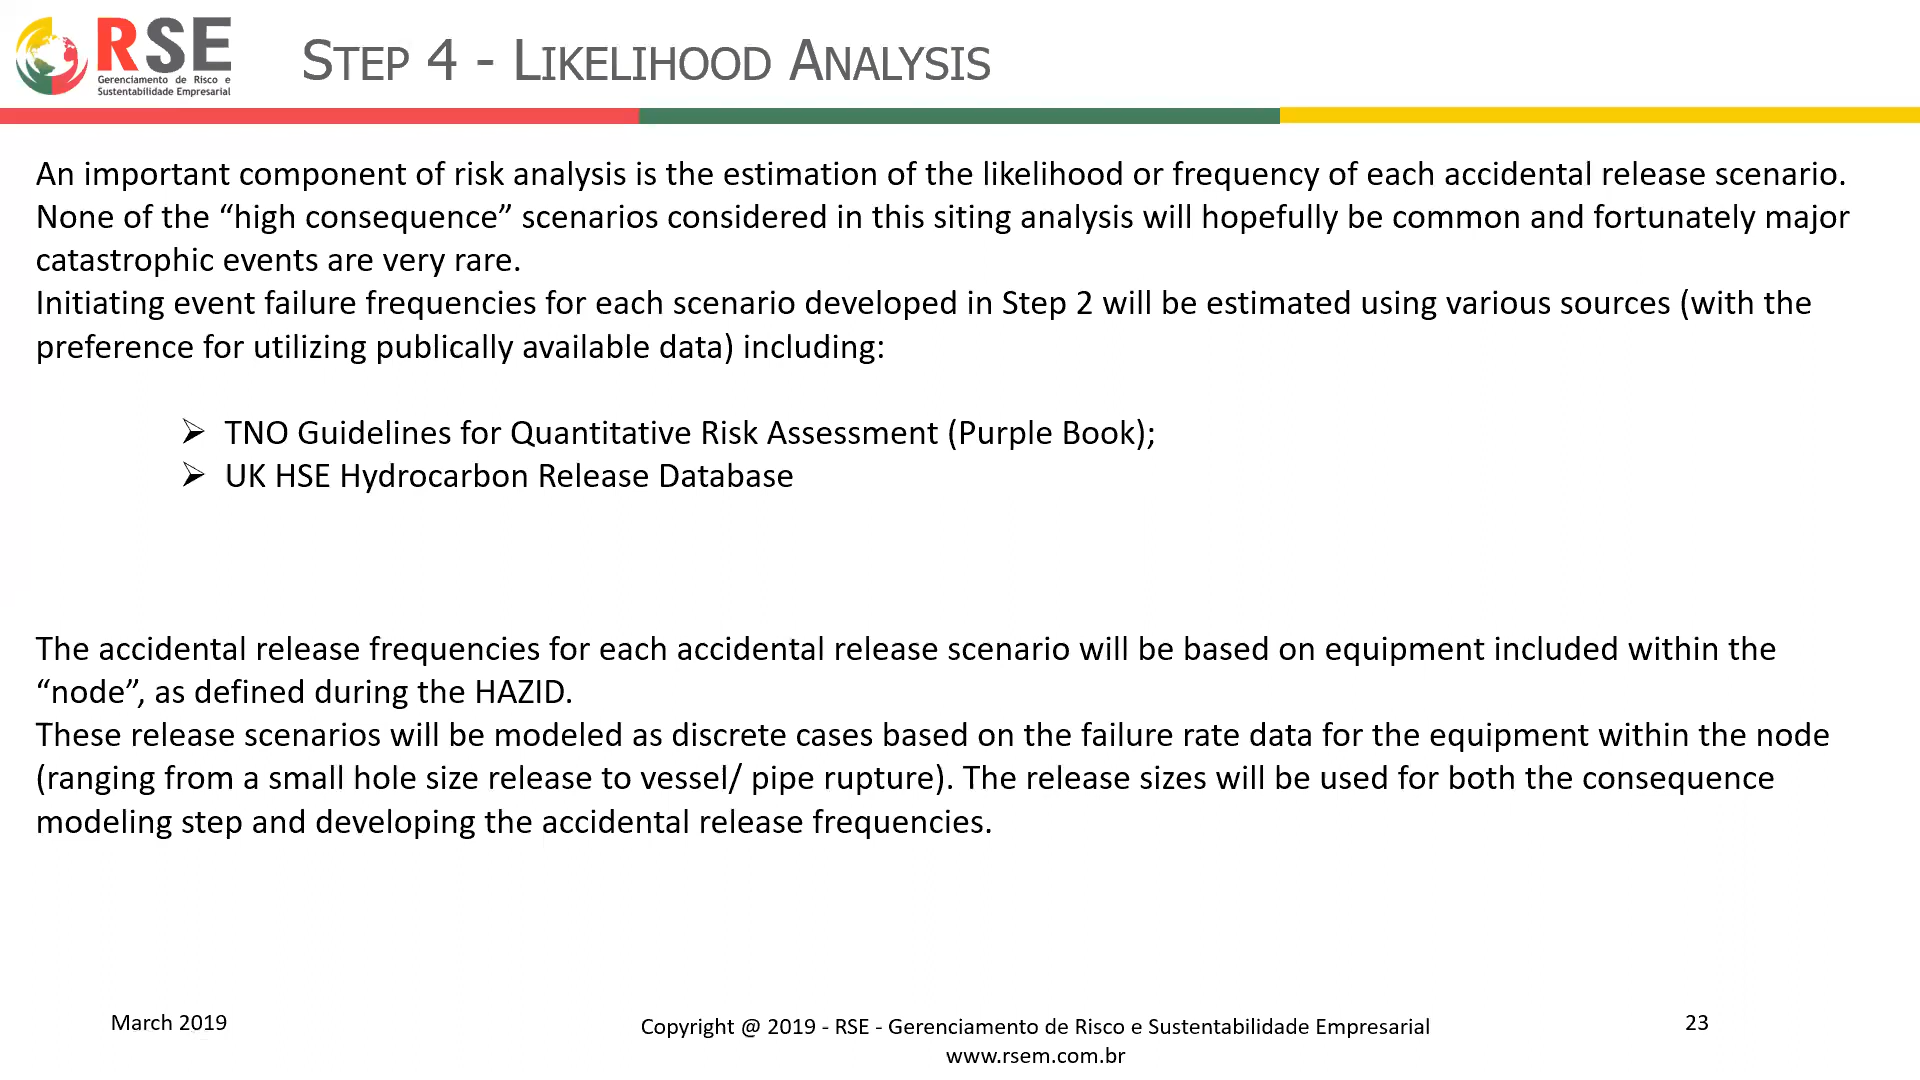 RSE
Gerenciamento de Risco e
Sustentabilidade Empresarial
STEP 4 - LIKELIHOOD ANALYSIS
An important component of risk analysis is the estimation of the likelihood or frequency of each accidental release scenario.
None of the “high consequence” scenarios considered in this siting analysis will hopefully be common and fortunately major
catastrophic events are very rare.
Initiating event failure frequencies for each scenario developed in Step 2 will be estimated using various sources (with the
preference for utilizing publically available data) including:
➢ TNO Guidelines for Quantitative Risk Assessment (Purple Book);
➢ UK HSE Hydrocarbon Release Database
The accidental release frequencies for each accidental release scenario will be based on equipment included within the
“node”, as defined during the HAZID.
These release scenarios will be modeled as discrete cases based on the failure rate data for the equipment within the node
(ranging from a small hole size release to vessel/ pipe rupture). The release sizes will be used for both the consequence
modeling step and developing the accidental release frequencies.
March 2019
Copyright @ 2019 - RSE - Gerenciamento de Risco e Sustentabilidade Empresarial
www.rsem.com.br
23